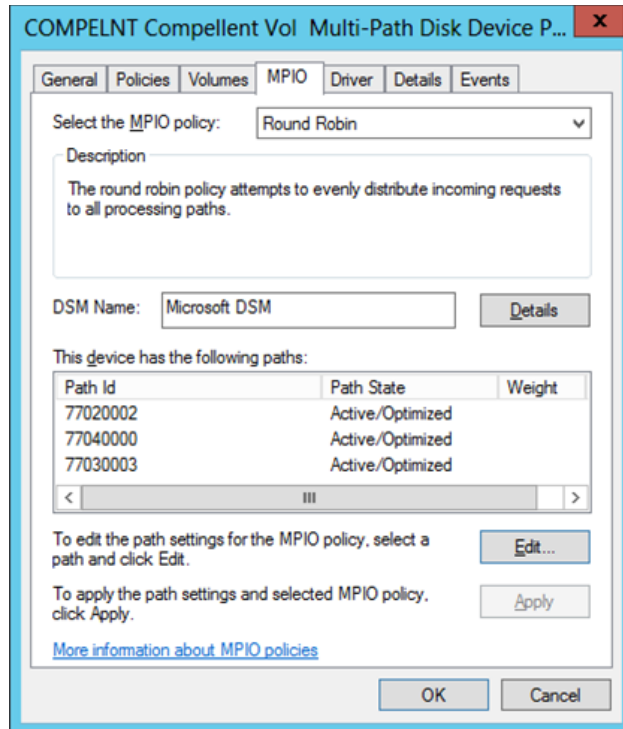 COMPELNT Compellent Vol  Multi-Path Disk Device P... x
General Policies Volumes MPIO Driver Details Events
Select the MPIO policy: Round Robin
Description
The round robin policy attempts to evenly distribute incoming requests
to all processing paths.
DSM Name: Microsoft DSM Details
This device has the following paths:
Path Id Path State Weight
77020002 Active/Optimized
77040000 Active/Optimized
77030003 Active/Optimized
To edit the path settings for the MPIO policy, select a
path and click Edit.
Edit...
To apply the path settings and selected MPIO policy,
click Apply.
Apply
More information about MPIO policies
OK Cancel